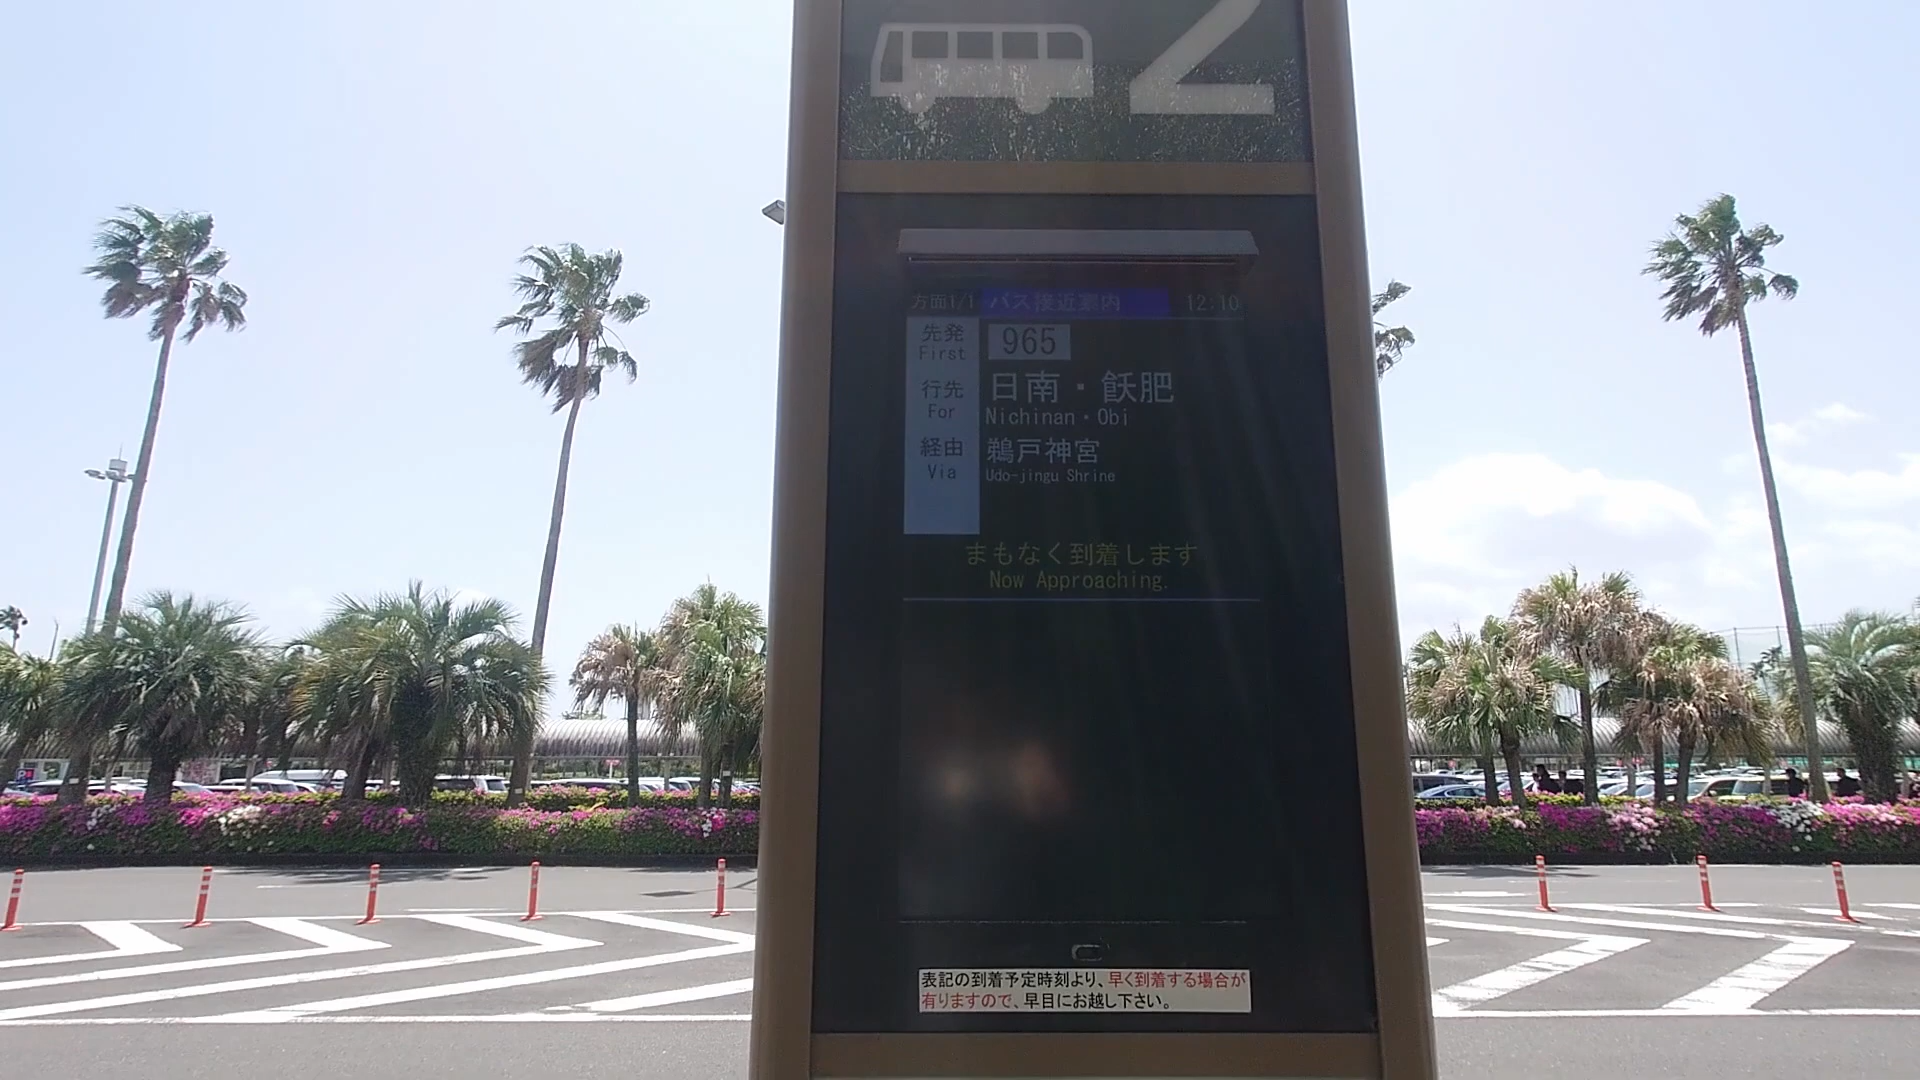 2
方面1/1 バス接近案内 12:10
先発 965
First
行先 日南・飫肥
For Nichinan・Obi
経由 鵜戸神宮
Via Udo-jingu Shrine
まもなく到着します
Now Approaching.
表記の到着予定時刻より、早く到着する場合が
有りますので、早目にお越し下さい。